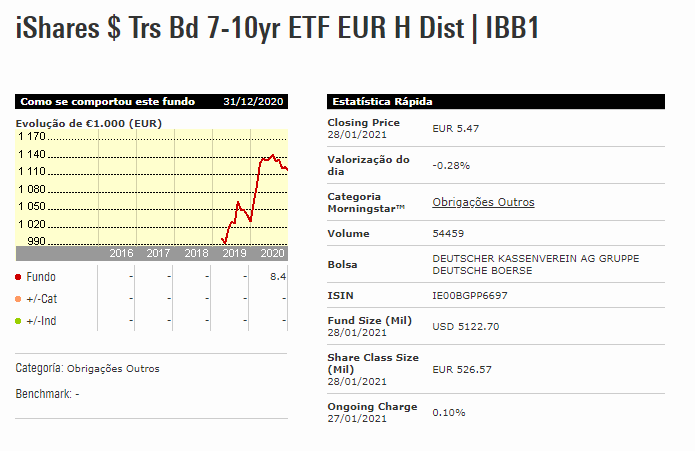 iShares $ Trs Bd 7-10yr ETF EUR H Dist | IBB1
Como se comportou este fundo 31/12/2020
Evolução de €1.000 (EUR)
1 170
1 140
1 110
1 080
1 050
1 020
990
2016 2017 2018 2019 2020
Fundo - - - - 8.4
+/-Cat - - - - -
+/-Ind - - - - -
Categoría: Obrigações Outros
Benchmark: -
Estatística Rápida
Closing Price
28/01/2021
EUR 5.47
Valorização do
dia
-0.28%
Categoria
Morningstar™
Obrigações Outros
Volume 54459
Bolsa
DEUTSCHER KASSENVEREIN AG GRUPPE
DEUTSCHE BOERSE
ISIN IE00BGPP6697
Fund Size (Mil)
28/01/2021
USD 5122.70
Share Class Size
(Mil)
28/01/2021
EUR 526.57
Ongoing Charge
27/01/2021
0.10%